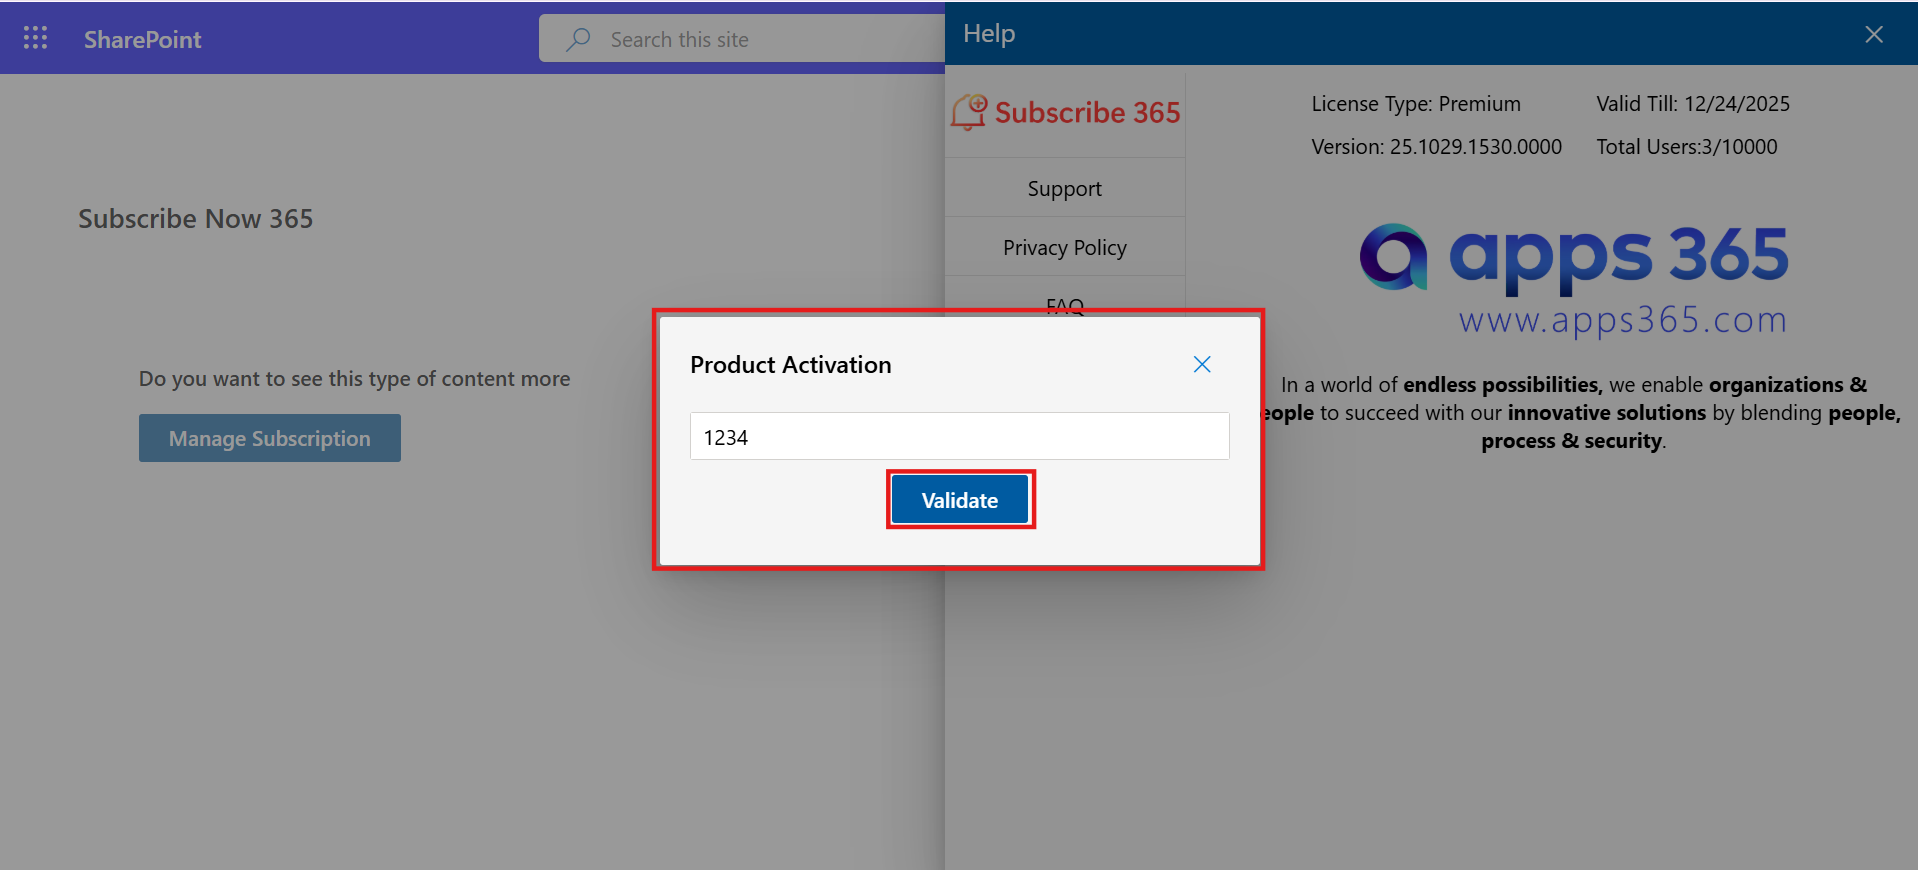 SharePoint
Search this site
Help
Subscribe 365
License Type: Premium
Valid Till: 12/24/2025
Version: 25.1029.1530.0000
Total Users:3/10000
Support
Privacy Policy
FAQ
Subscribe Now 365
Do you want to see this type of content more
Manage Subscription
apps 365
www.apps365.com
Product Activation
1234
Validate
In a world of endless possibilities, we enable organizations &
eople to succeed with our innovative solutions by blending people,
process & security.